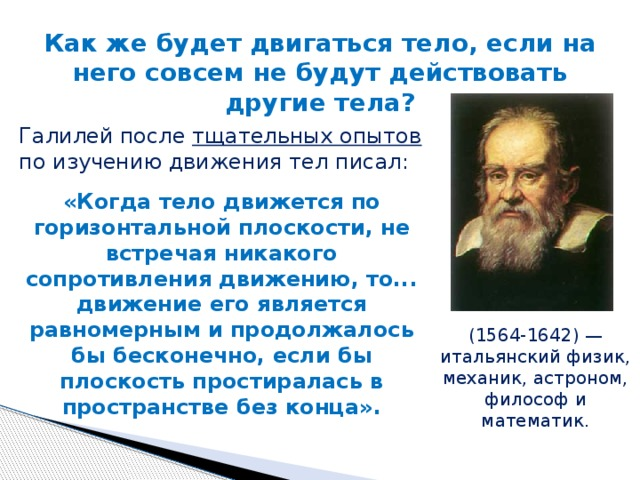 Как же будет двигаться тело, если на
него совсем не будут действовать
другие тела?
Галилей после тщательных опытов
по изучению движения тел писал:
«Когда тело движется по
горизонтальной плоскости, не
встречая никакого
сопротивления движению, то...
движение его является
равномерным и продолжалось
бы бесконечно, если бы
плоскость простиралась в
пространстве без конца».
(1564-1642) —
итальянский физик,
механик, астроном,
философ и
математик.